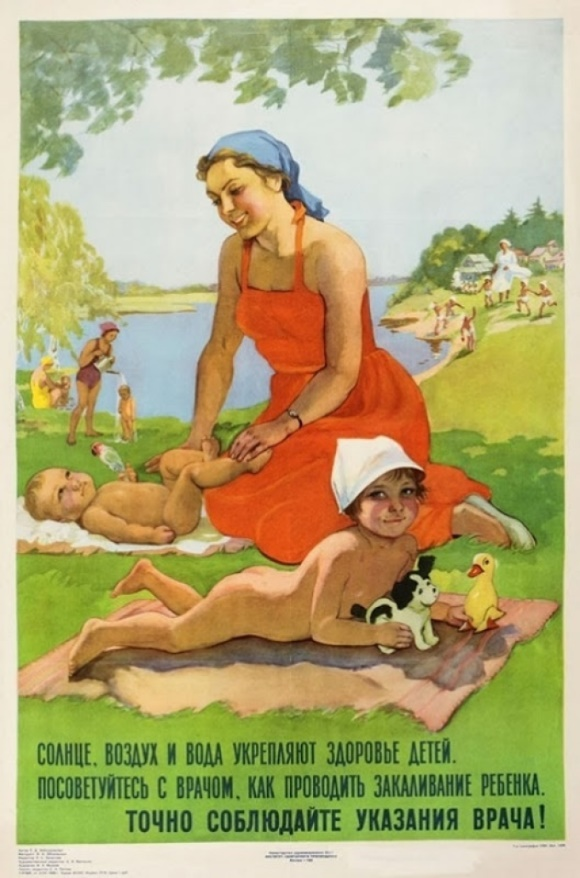 СОЛНЦЕ, ВОЗДУХ И ВОДА УКРЕПЛЯЮТ ЗДОРОВЬЕ ДЕТЕЙ.
ПОСОВЕТУЙТЕСЬ С ВРАЧОМ, КАК ПРОВОДИТЬ ЗАКАЛИВАНИЕ РЕБЕНКА.
ТОЧНО СОБЛЮДАЙТЕ УКАЗАНИЯ ВРАЧА!